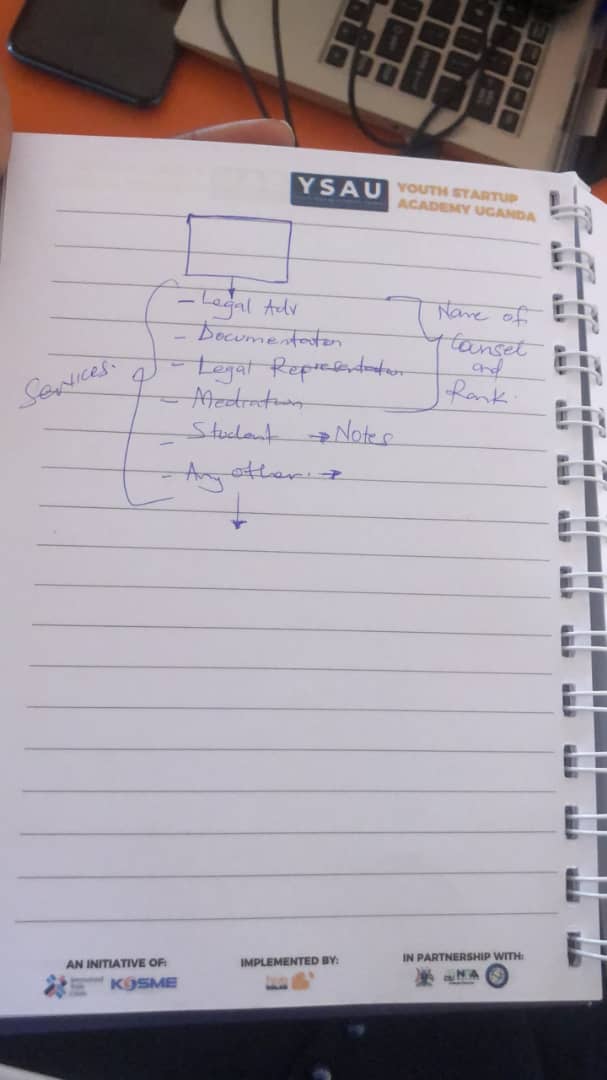 YSAU
YOUTH STARTUP
ACADEMY UGANDA
- Legal Adv
- Documentation
- Legal Representation
- Mediation
- Student → Notes
- Any other. →
Services.
Name of
Counsel
and
Rank.
AN INITIATIVE OF:
KOSME
IMPLEMENTED BY:
IN PARTNERSHIP WITH: